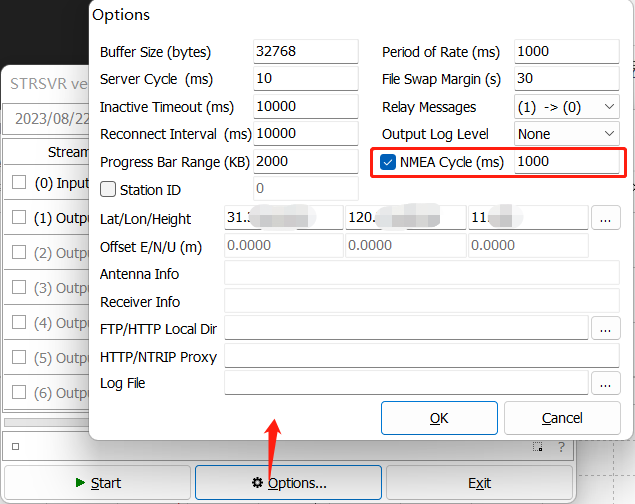 Options
Buffer Size (bytes) 32768 Period of Rate (ms) 1000
Server Cycle (ms) 10 File Swap Margin (s) 30
Inactive Timeout (ms) 10000 Relay Messages (1) -> (0)
Reconnect Interval (ms) 10000 Output Log Level None
Progress Bar Range (KB) 2000 NMEA Cycle (ms) 1000
Station ID 0
Lat/Lon/Height 31. 120. 11 ...
Offset E/N/U (m) 0.0000 0.0000 0.0000
Antenna Info
Receiver Info
FTP/HTTP Local Dir ...
HTTP/NTRIP Proxy
Log File ...
OK Cancel
STRSVR ve
2023/08/22
Stream
(0) Input
(1) Outpu
(2) Outpu
(3) Outpu
(4) Outpu
(5) Outpu
(6) Outpu
?
Start Options... Exit